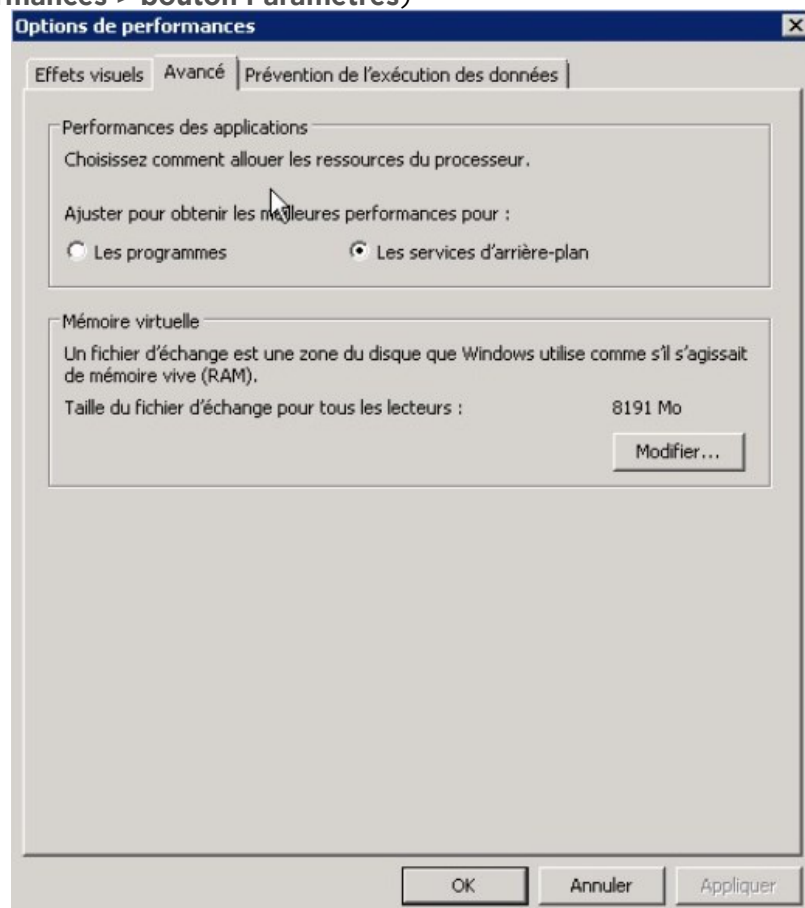 mances > bouton Paramètres)
Options de performances
Effets visuels Avancé Prévention de l'exécution des données
Performances des applications
Choisissez comment allouer les ressources du processeur.
Ajuster pour obtenir les meilleures performances pour :
Les programmes Les services d'arrière-plan
Mémoire virtuelle
Un fichier d'échange est une zone du disque que Windows utilise comme s'il s'agissait
de mémoire vive (RAM).
Taille du fichier d'échange pour tous les lecteurs : 8191 Mo
Modifier...
OK Annuler Appliquer